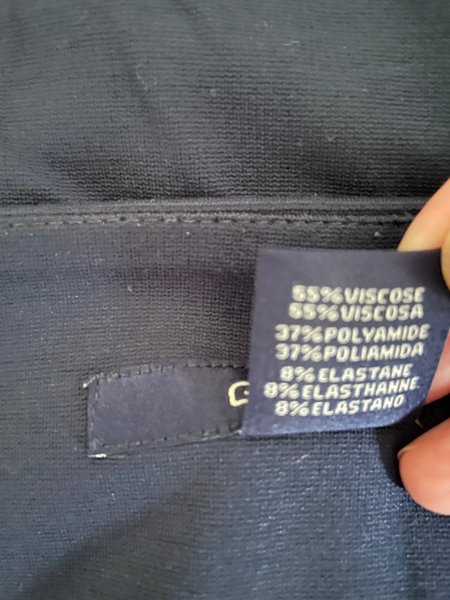 55%VISCOSE
55%VISCOSA
37%POLYAMIDE
37%POLIAMIDA
8%ELASTANE
8%ELASTHANNE
8%ELASTANO
G